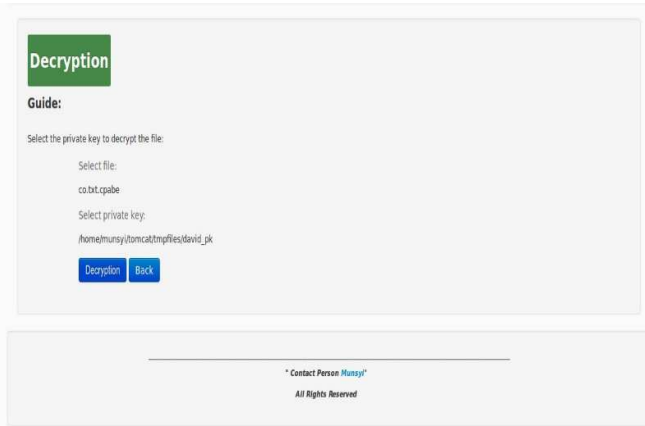 Decryption
Guide:
Select the private key to decrypt the file:
Select file:
co.txt.cpabe
Select private key:
/home/munsyi/tomcat/tmpfiles/david_pk
Decryption Back
" Contact Person Munsyi"
All Rights Reserved